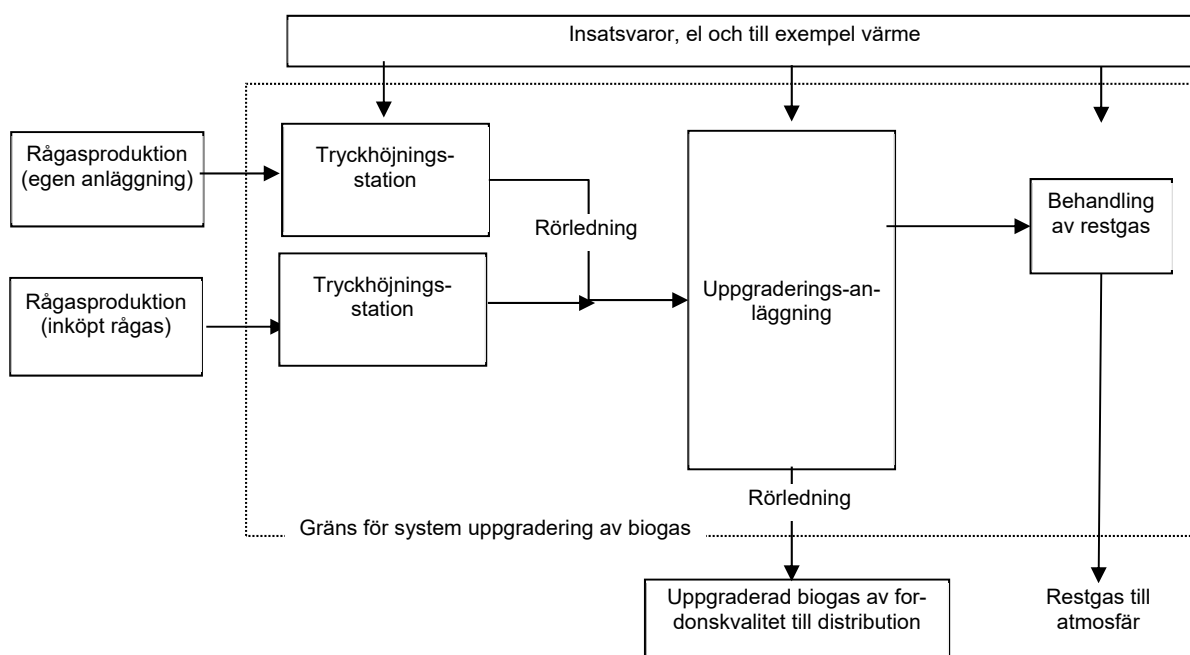 Insatsvaror, el och till exempel värme
Rågasproduktion
(egen anläggning)
Tryckhöjnings-
station
Rörledning
Rågasproduktion
(inköpt rågas)
Tryckhöjnings-
station
Uppgraderings-an-
läggning
Behandling
av restgas
Rörledning
Gräns för system uppgradering av biogas
Uppgraderad biogas av for-
donskvalitet till distribution
Restgas till
atmosfär